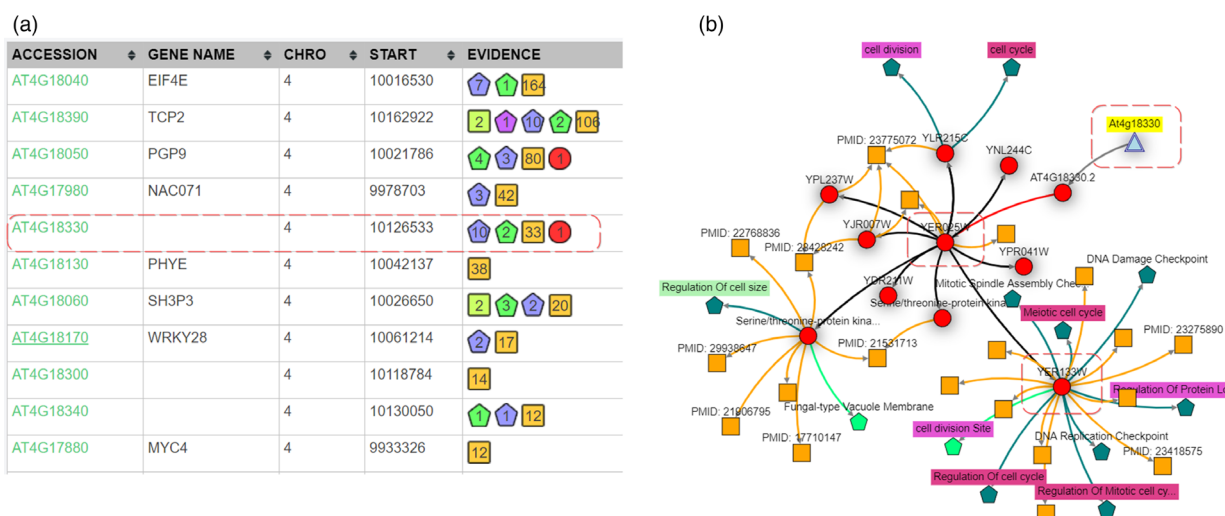 (a)
ACCESSION GENE NAME CHRO START EVIDENCE
AT4G18040 EIF4E 4 10016530 7 1 164
AT4G18390 TCP2 4 10162922 2 1 10 2 106
AT4G18050 PGP9 4 10021786 4 3 80 1
AT4G17980 NAC071 4 9978703 3 42
AT4G18330 4 10126533 10 2 33 1
AT4G18130 PHYE 4 10042137 38
AT4G18060 SH3P3 4 10026650 2 3 2 20
AT4G18170 WRKY28 4 10061214 2 17
AT4G18300 4 10118784 14
AT4G18340 4 10130050 1 1 12
AT4G17880 MYC4 4 9933326 12
(b)
cell division
cell cycle
At4g18330
PMID: 23775072
YLR215C
YNL244C
AT4G18330.2
YPL237W
YJR007W
YER025W
PMID: 22768836
PMID: 28428242
YPR041W
DNA Damage Checkpoint
YDR211W
Mitotic Spindle Assembly Chec
Regulation Of cell size
Serine/threonine-protein kina...
Meiotic cell cycle
Serine/threonine-protein kina...
PMID: 23275890
PMID: 29938647
PMID: 21531713
YER133W
Regulation Of Protein Lo
Fungal-type Vacuole Membrane
PMID: 21906795
cell division Site
PMID: 17710147
DNA Replication Checkpoint
PMID: 23418575
Regulation Of cell cycle
Regulation Of Mitotic cell cy...